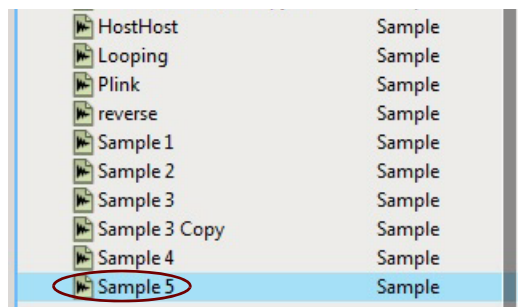 HostHost Sample
Looping Sample
Plink Sample
reverse Sample
Sample 1 Sample
Sample 2 Sample
Sample 3 Sample
Sample 3 Copy Sample
Sample 4 Sample
Sample 5 Sample